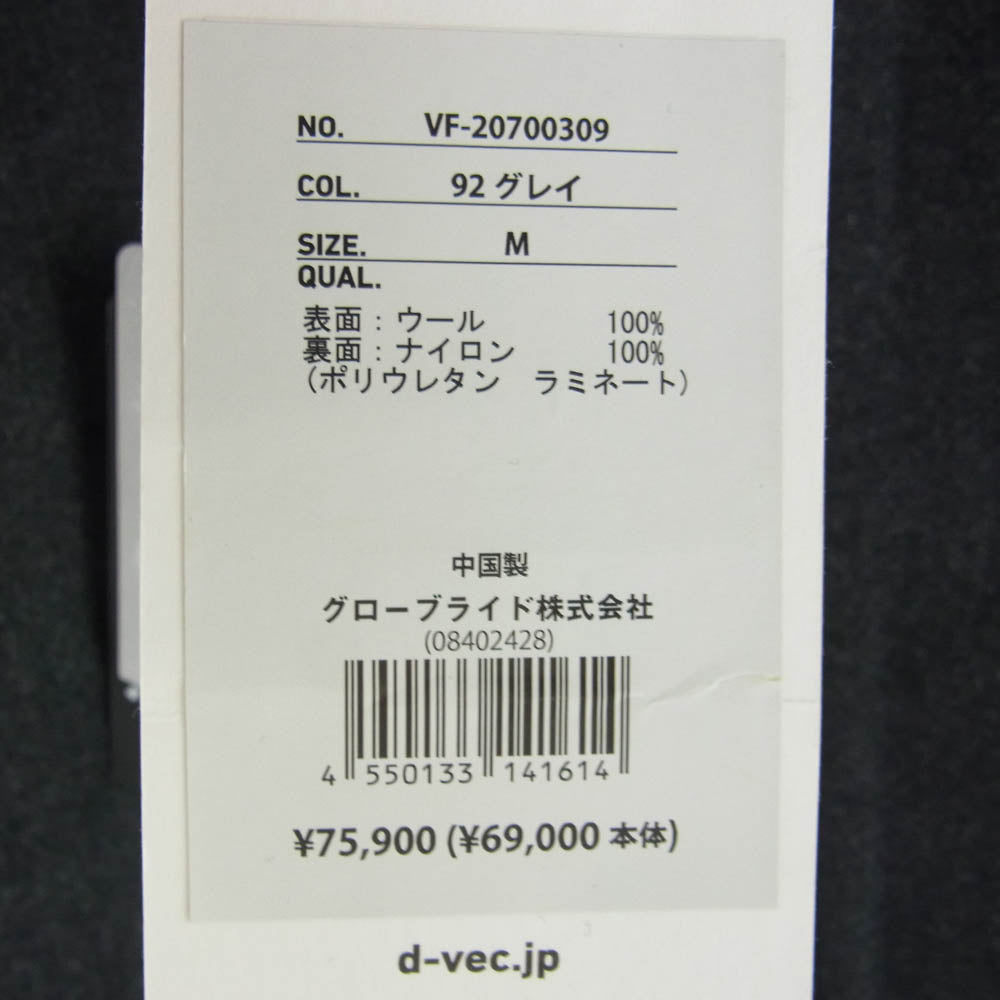 NO. VF-20700309
COL. 92 グレイ
SIZE. M
QUAL.
表面：ウール 100%
裏面：ナイロン 100%
（ポリウレタン　ラミネート）
中国製
グローブライド株式会社
(08402428)
4 550133 141614
¥75,900 (¥69,000 本体)
d-vec.jp